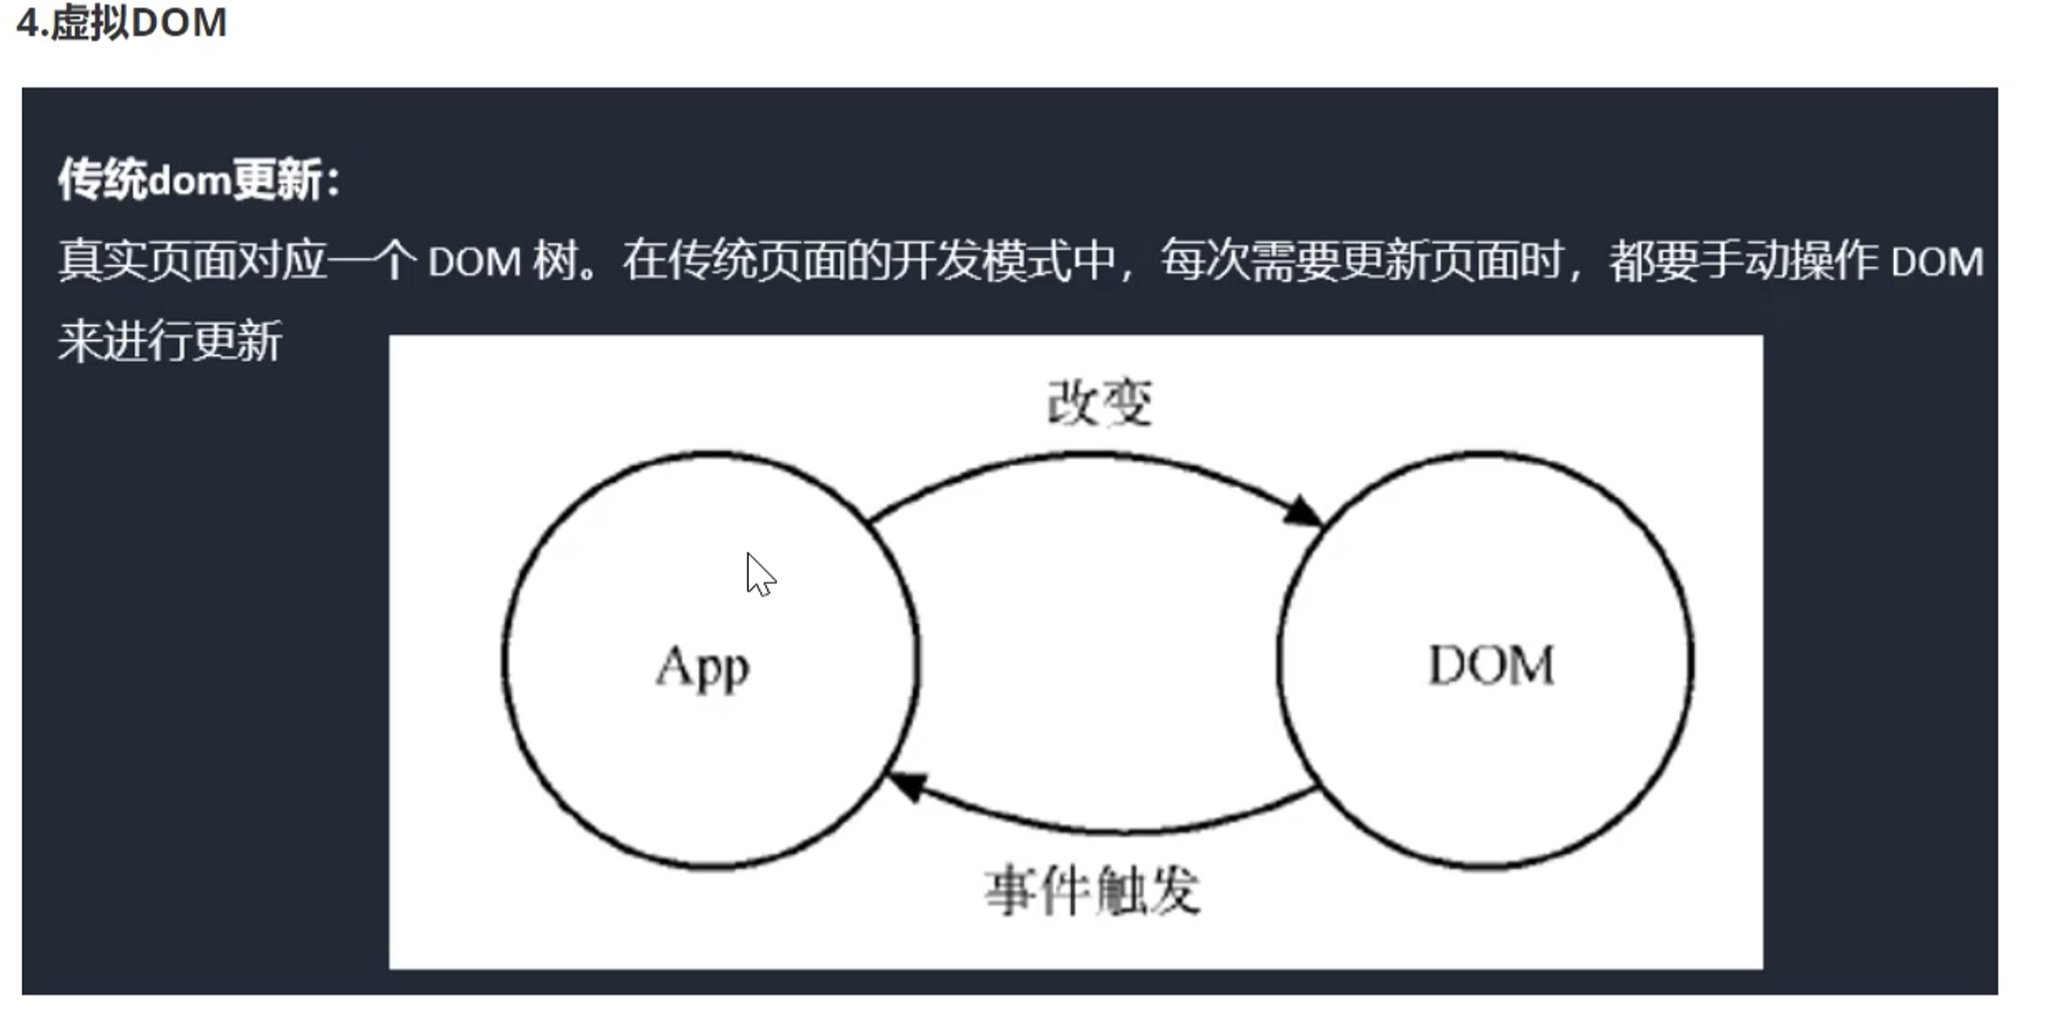 4.虚拟DOM
传统dom更新：
真实页面对应一个 DOM 树。在传统页面的开发模式中，每次需要更新页面时，都要手动操作 DOM
来进行更新
改变
App
DOM
事件触发